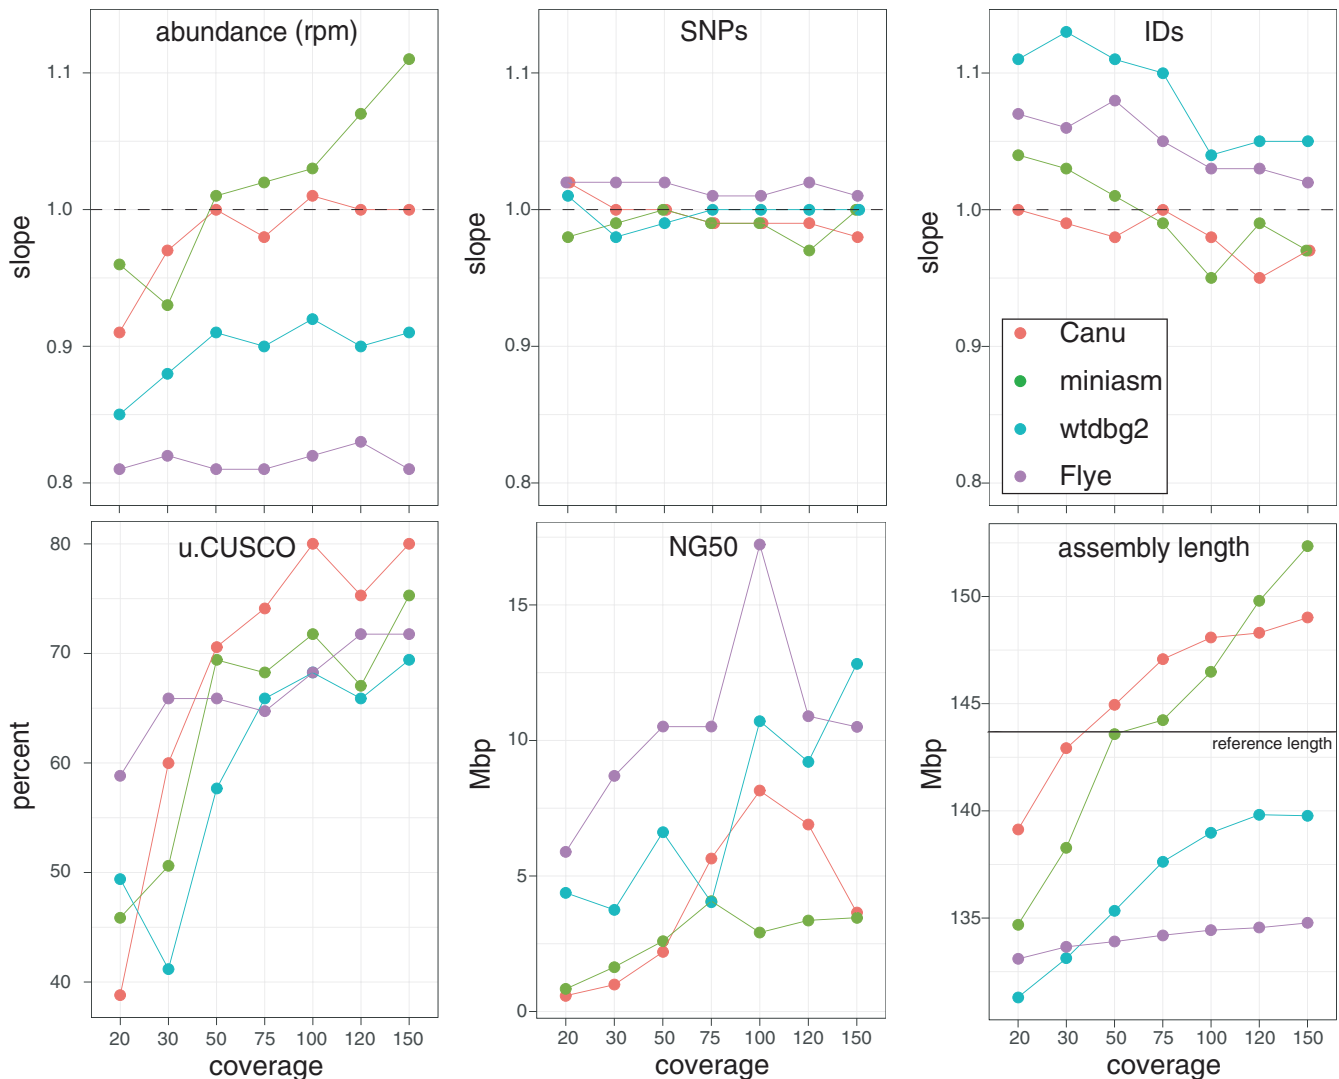 abundance (rpm)
SNPs
IDs
slope
1.1
1.0
0.9
0.8
slope
1.1
1.0
0.9
0.8
slope
1.1
1.0
0.9
0.8
Canu
miniasm
wtdbg2
Flye
u.CUSCO
NG50
assembly length
percent
80
70
60
50
40
20 30 50 75 100 120 150
coverage
Mbp
15
10
5
0
20 30 50 75 100 120 150
Mbp
150
145
140
135
reference length
20 30 50 75 100 120 150
coverage